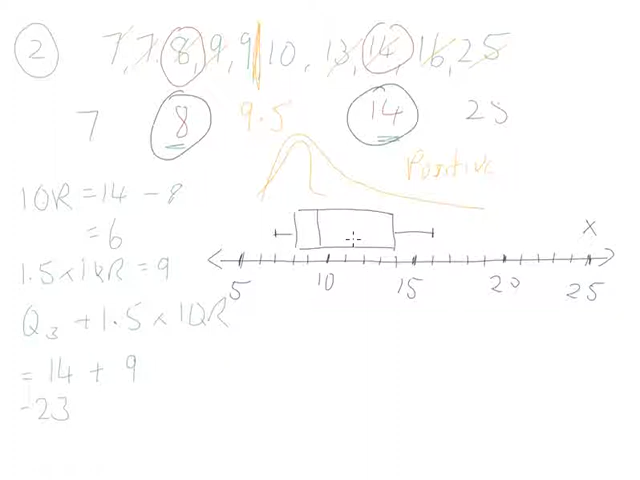 2 7, 7, 8, 9, 9 10, 13, 14, 16, 25
7 8 9.5 14 25
Positive
IQR = 14 - 8
= 6
1.5 x IQR = 9
Q3 + 1.5 x IQR
= 14 + 9
-23
x
5 10 15 20 25